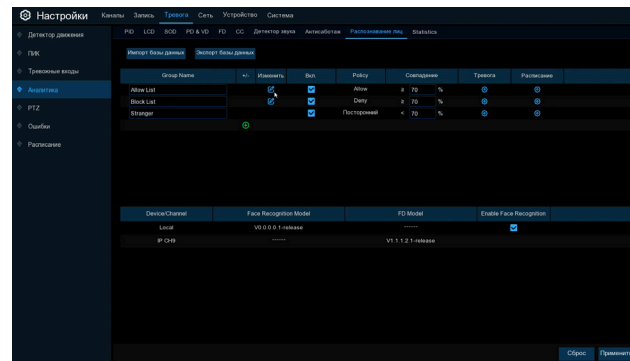 Настройки Каналы Запись Тревога Сеть Устройство Система
Детектор движения
ПИК
Тревожные входы
Аналитика
PTZ
Ошибки
Расписание
PID LCD SOD PD & VD FD CC Детектор звука Антисаботаж Распознавание лиц Statistics
Импорт базы данных Экспорт базы данных
Group Name +/- Изменить Вкл. Policy Совпадение Тревога Расписание
Allow List Allow ≥ 70 %
Block List Deny ≥ 70 %
Stranger Посторонний < 70 %
Device/Channel Face Recognition Model FD Model Enable Face Recognition
Local V0.0.0.1-release ------
IP CH9 ------ V1.1.1.2.1-release
Сброс Применить